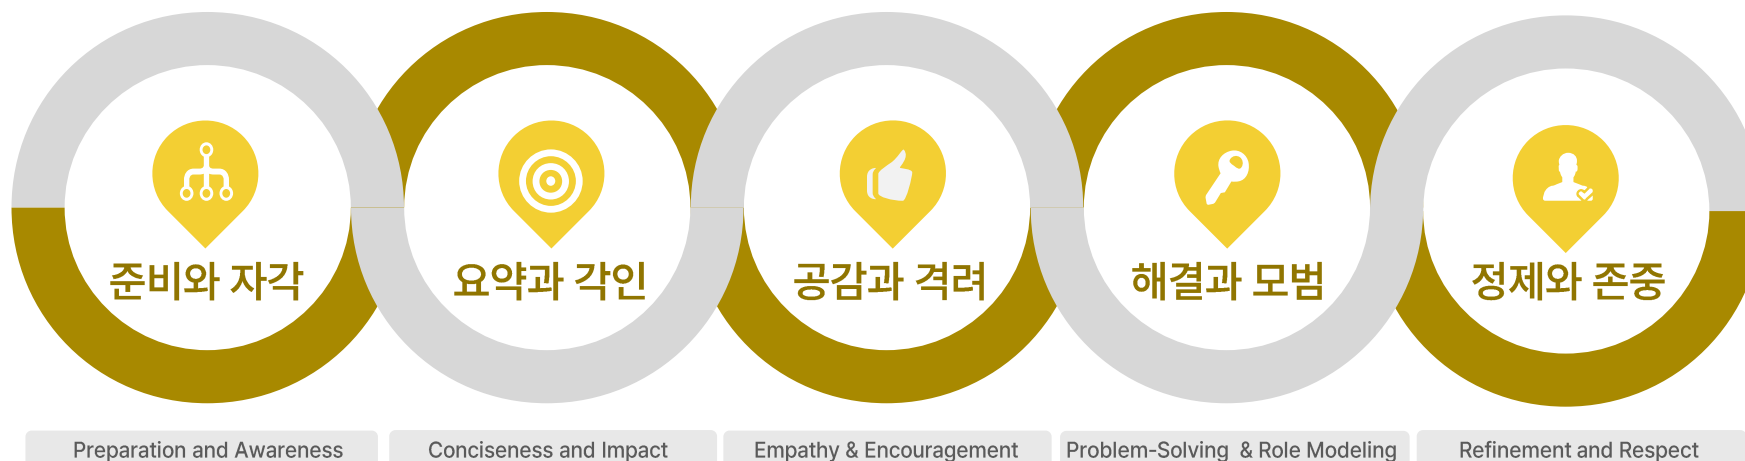 준비와 자각
요약과 각인
공감과 격려
해결과 모범
정제와 존중
Preparation and Awareness
Conciseness and Impact
Empathy & Encouragement
Problem-Solving & Role Modeling
Refinement and Respect